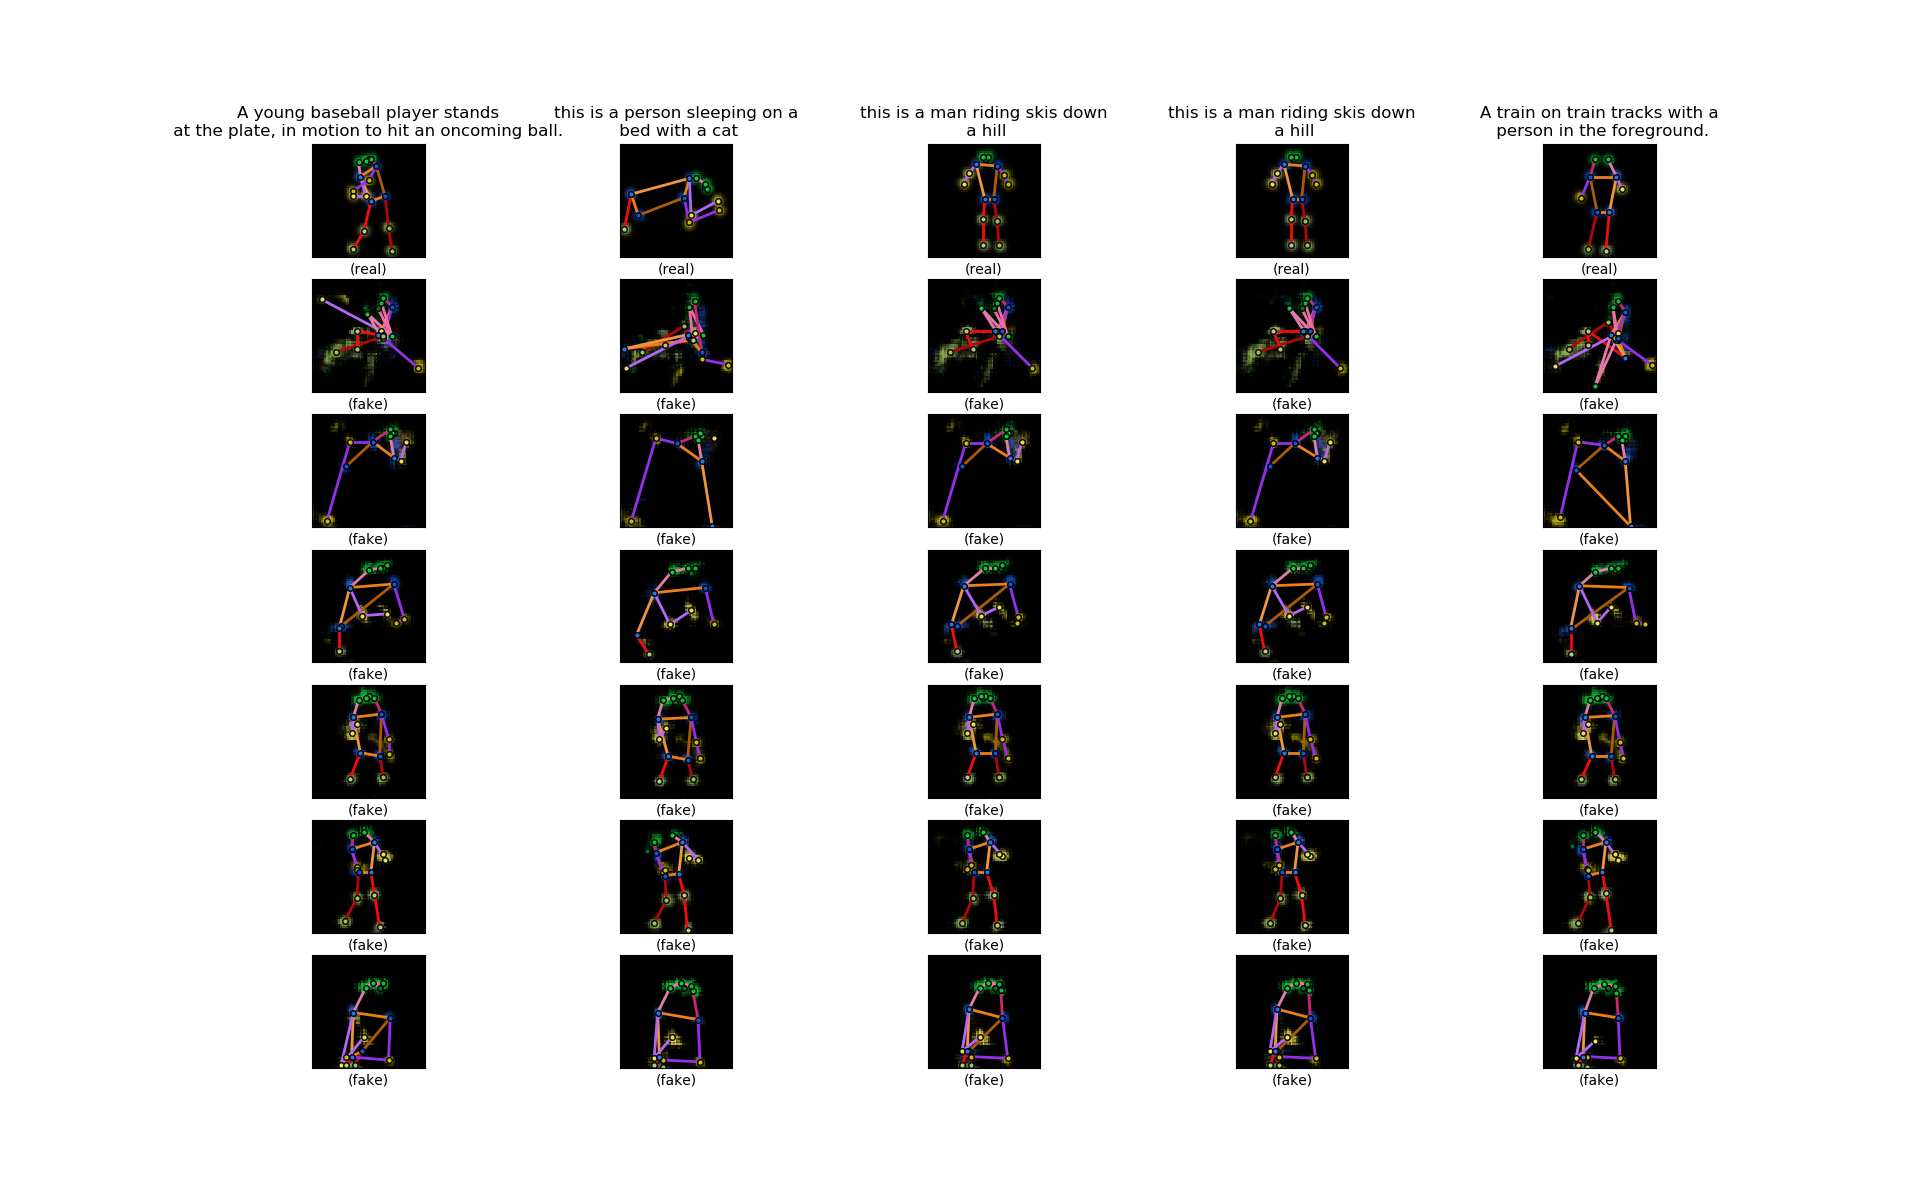 A young baseball player stands
at the plate, in motion to hit an oncoming ball.
this is a person sleeping on a
bed with a cat
this is a man riding skis down
a hill
this is a man riding skis down
a hill
A train on train tracks with a
person in the foreground.
(real) (real) (real) (real) (real)
(fake) (fake) (fake) (fake) (fake)
(fake) (fake) (fake) (fake) (fake)
(fake) (fake) (fake) (fake) (fake)
(fake) (fake) (fake) (fake) (fake)
(fake) (fake) (fake) (fake) (fake)
(fake) (fake) (fake) (fake) (fake)